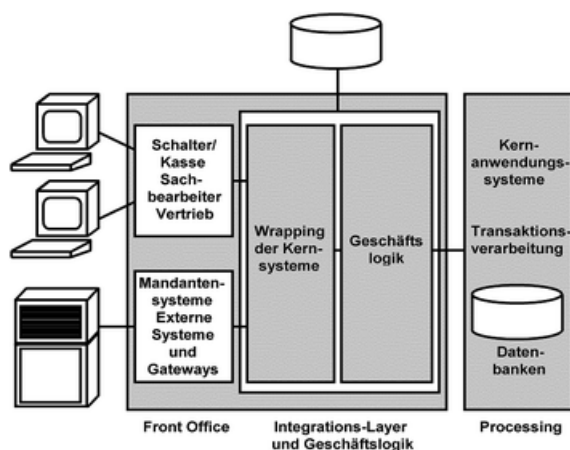 Schalter/
Kasse
Sach-
bearbeiter
Vertrieb
Mandanten-
systeme
Externe
Systeme
und
Gateways
Wrapping
der Kern-
systeme
Geschäfts
logik
Kern-
anwendungs-
systeme
Transaktions-
verarbeitung
Daten-
banken
Front Office
Integrations-Layer
und Geschäftslogik
Processing